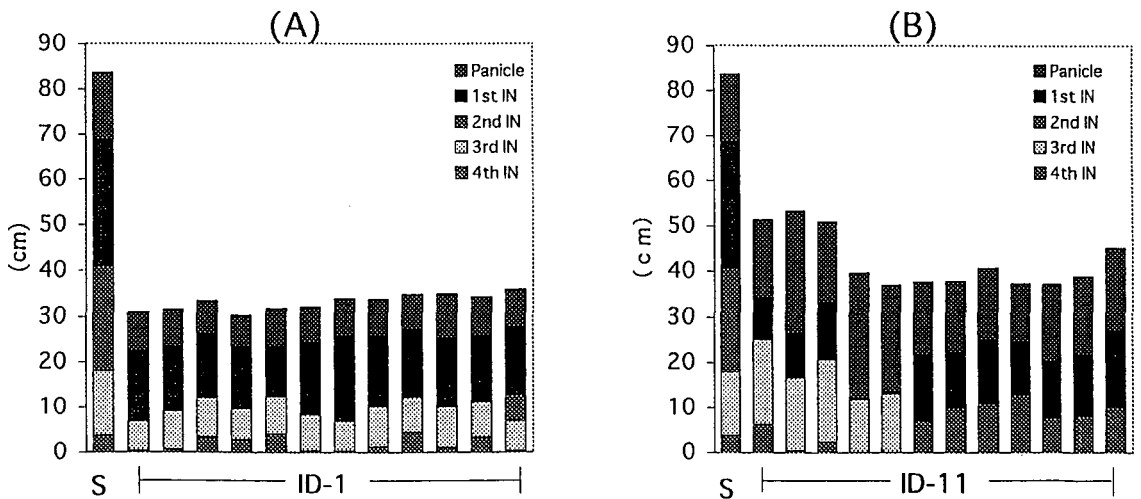 (A)
90
80
70
60
50
40
30
20
10
0
(cm)
Panicle
1st IN
2nd IN
3rd IN
4th IN
S
ID-1
(B)
90
80
70
60
50
40
30
20
10
0
(cm)
Panicle
1st IN
2nd IN
3rd IN
4th IN
S
ID-11